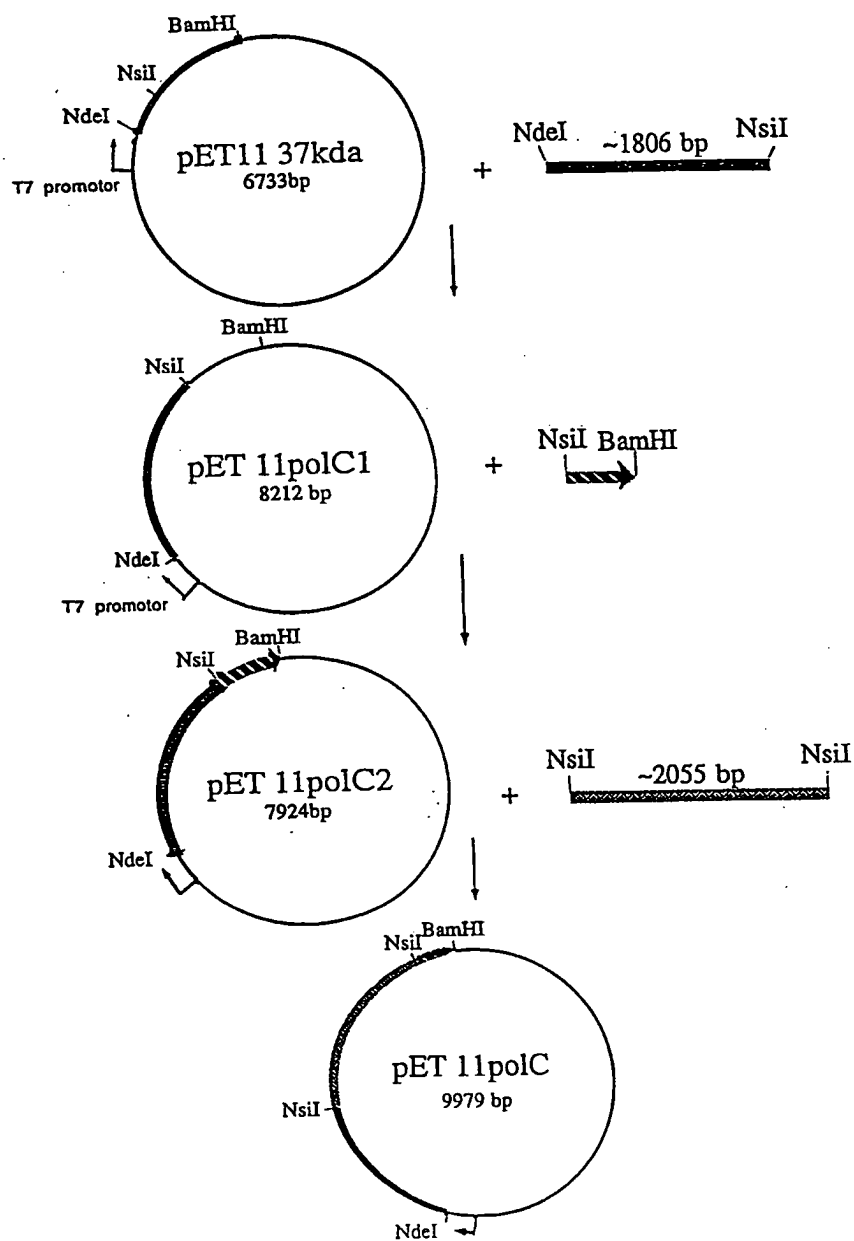 BamHI
NsiI
NdeI
T7 promotor
pET11 37kda
6733bp
+
NdeI
~1806 bp
NsiI
BamHI
NsiI
pET 11polC1
8212 bp
NdeI
T7 promotor
+
NsiI BamHI
BamHI
NsiI
pET 11polC2
7924bp
NdeI
+
NsiI
~2055 bp
NsiI
NsiI BamHI
pET 11polC
9979 bp
NsiI
NdeI